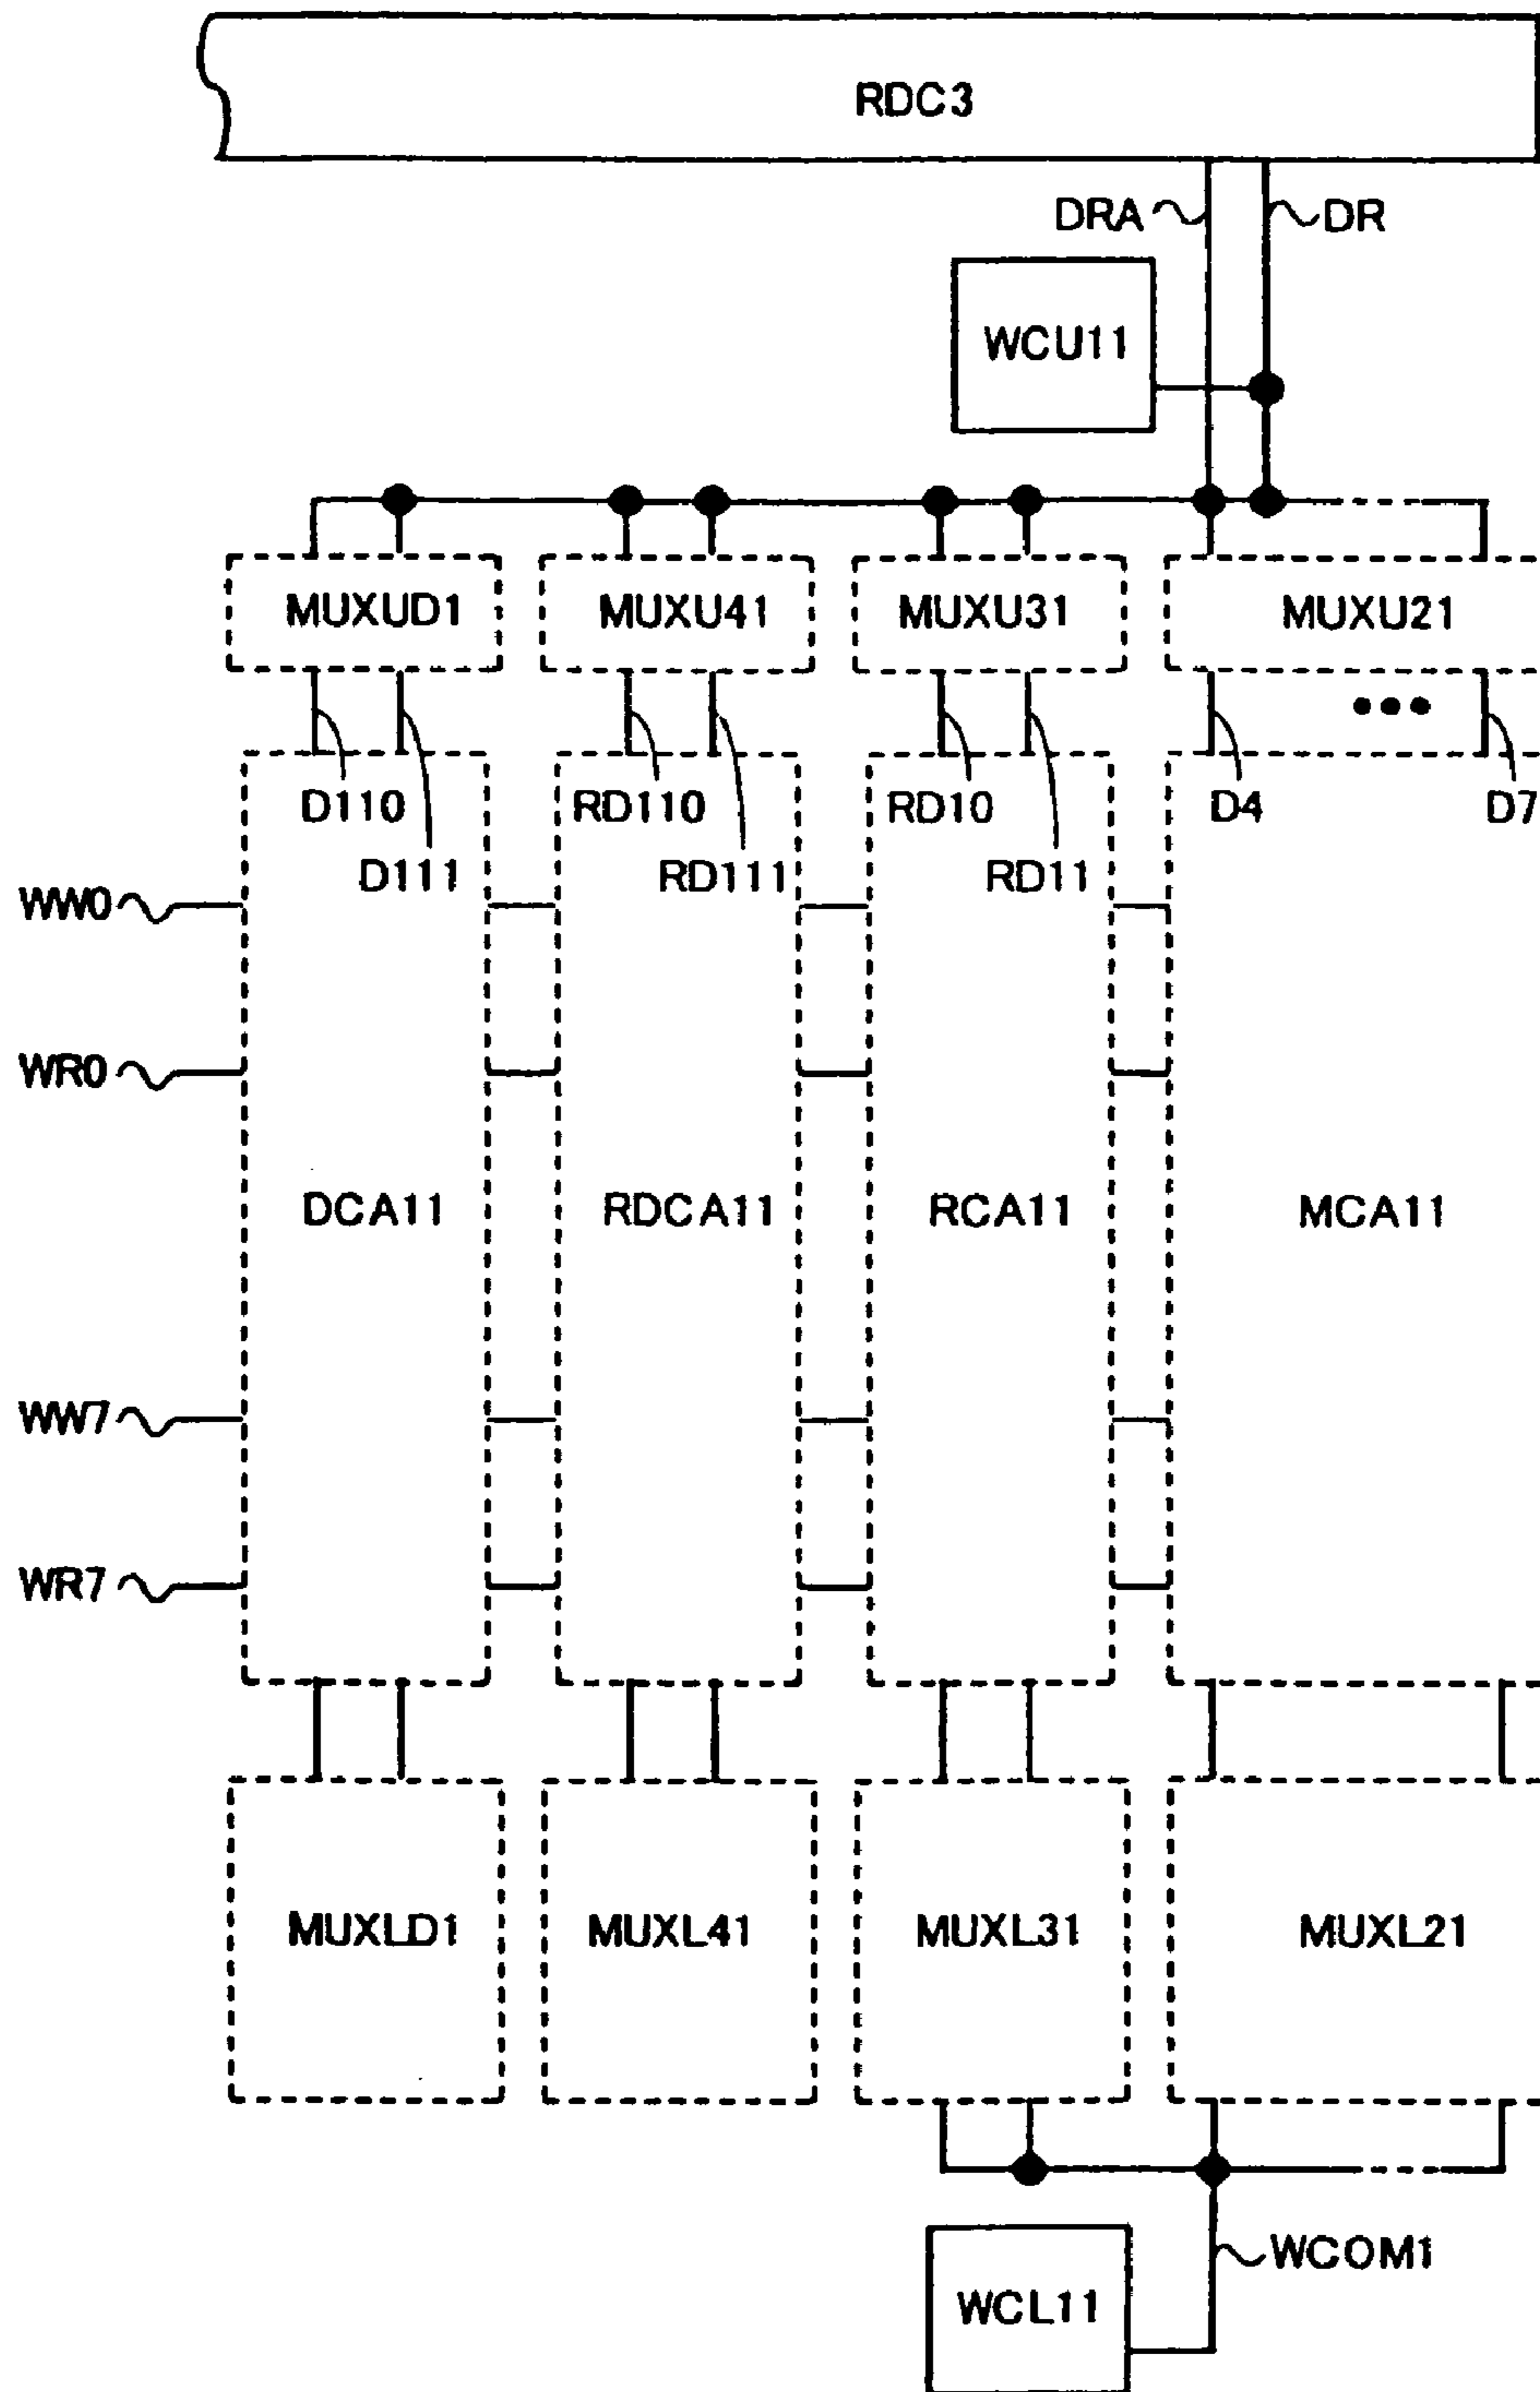 RDC3
DRA
DR
WCU11
MUXUD1
MUXU41
MUXU31
MUXU21
D110
RD110
RD10
D4
D7
D111
RD111
RD11
WW0
WR0
DCA11
RDCA11
RCA11
MCA11
WW7
WR7
MUXLD1
MUXL41
MUXL31
MUXL21
WCOM1
WCL11